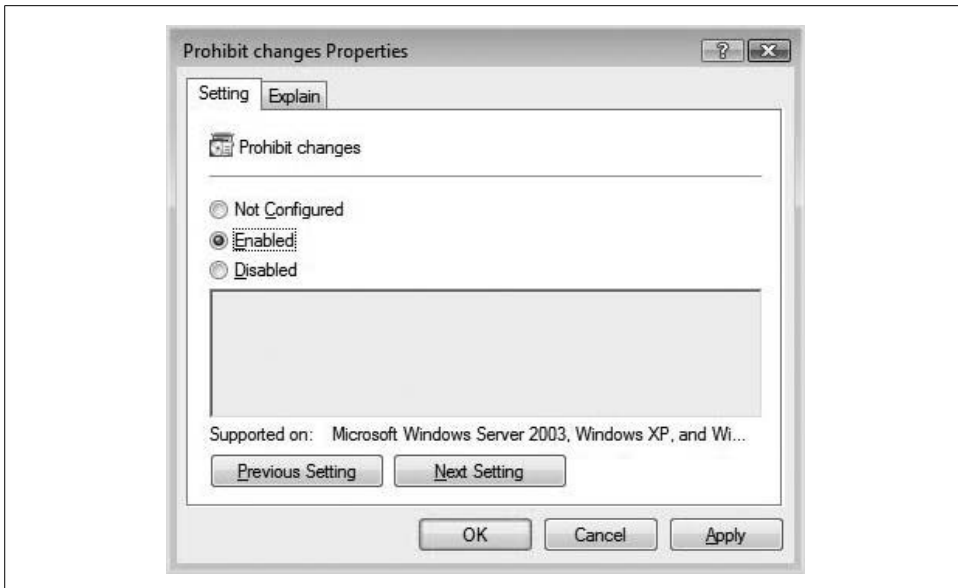 Prohibit changes Properties
Setting Explain
Prohibit changes
Not Configured
Enabled
Disabled
Supported on: Microsoft Windows Server 2003, Windows XP, and Wi...
Previous Setting Next Setting
OK Cancel Apply